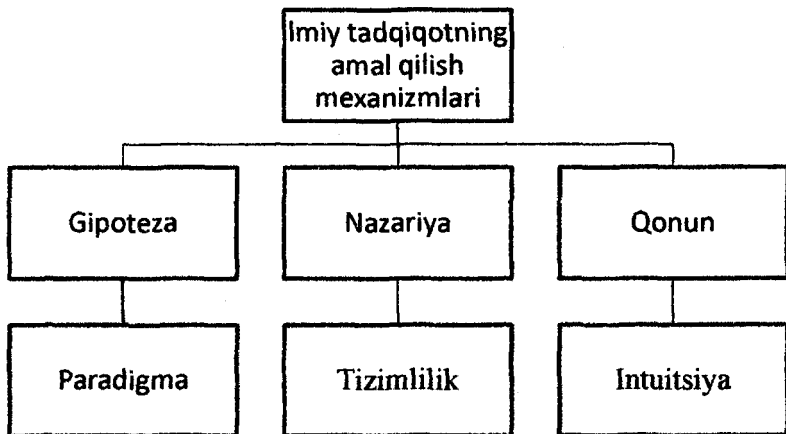 Imiy tadqiqotning
amal qilish
mexanizmlari
Gipoteza
Nazariya
Qonun
Paradigma
Tizimlilik
Intuitsiya